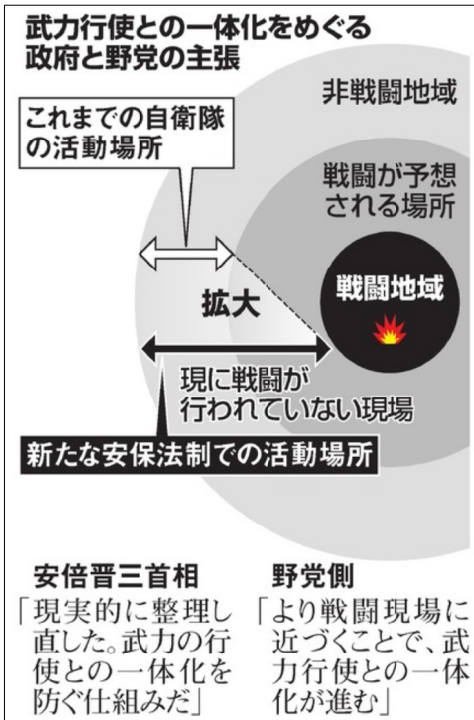 武力行使との一体化をめぐる
政府と野党の主張
非戦闘地域
これまでの自衛隊
の活動場所
戦闘が予想
される場所
戦闘地域
拡大
現に戦闘が
行われていない現場
新たな安保法制での活動場所
安倍晋三首相
「現実的に整理し
直した。武力の行
使との一体化を
防ぐ仕組みだ」
野党側
「より戦闘現場に
近づくことで、武
力行使との一体
化が進む」